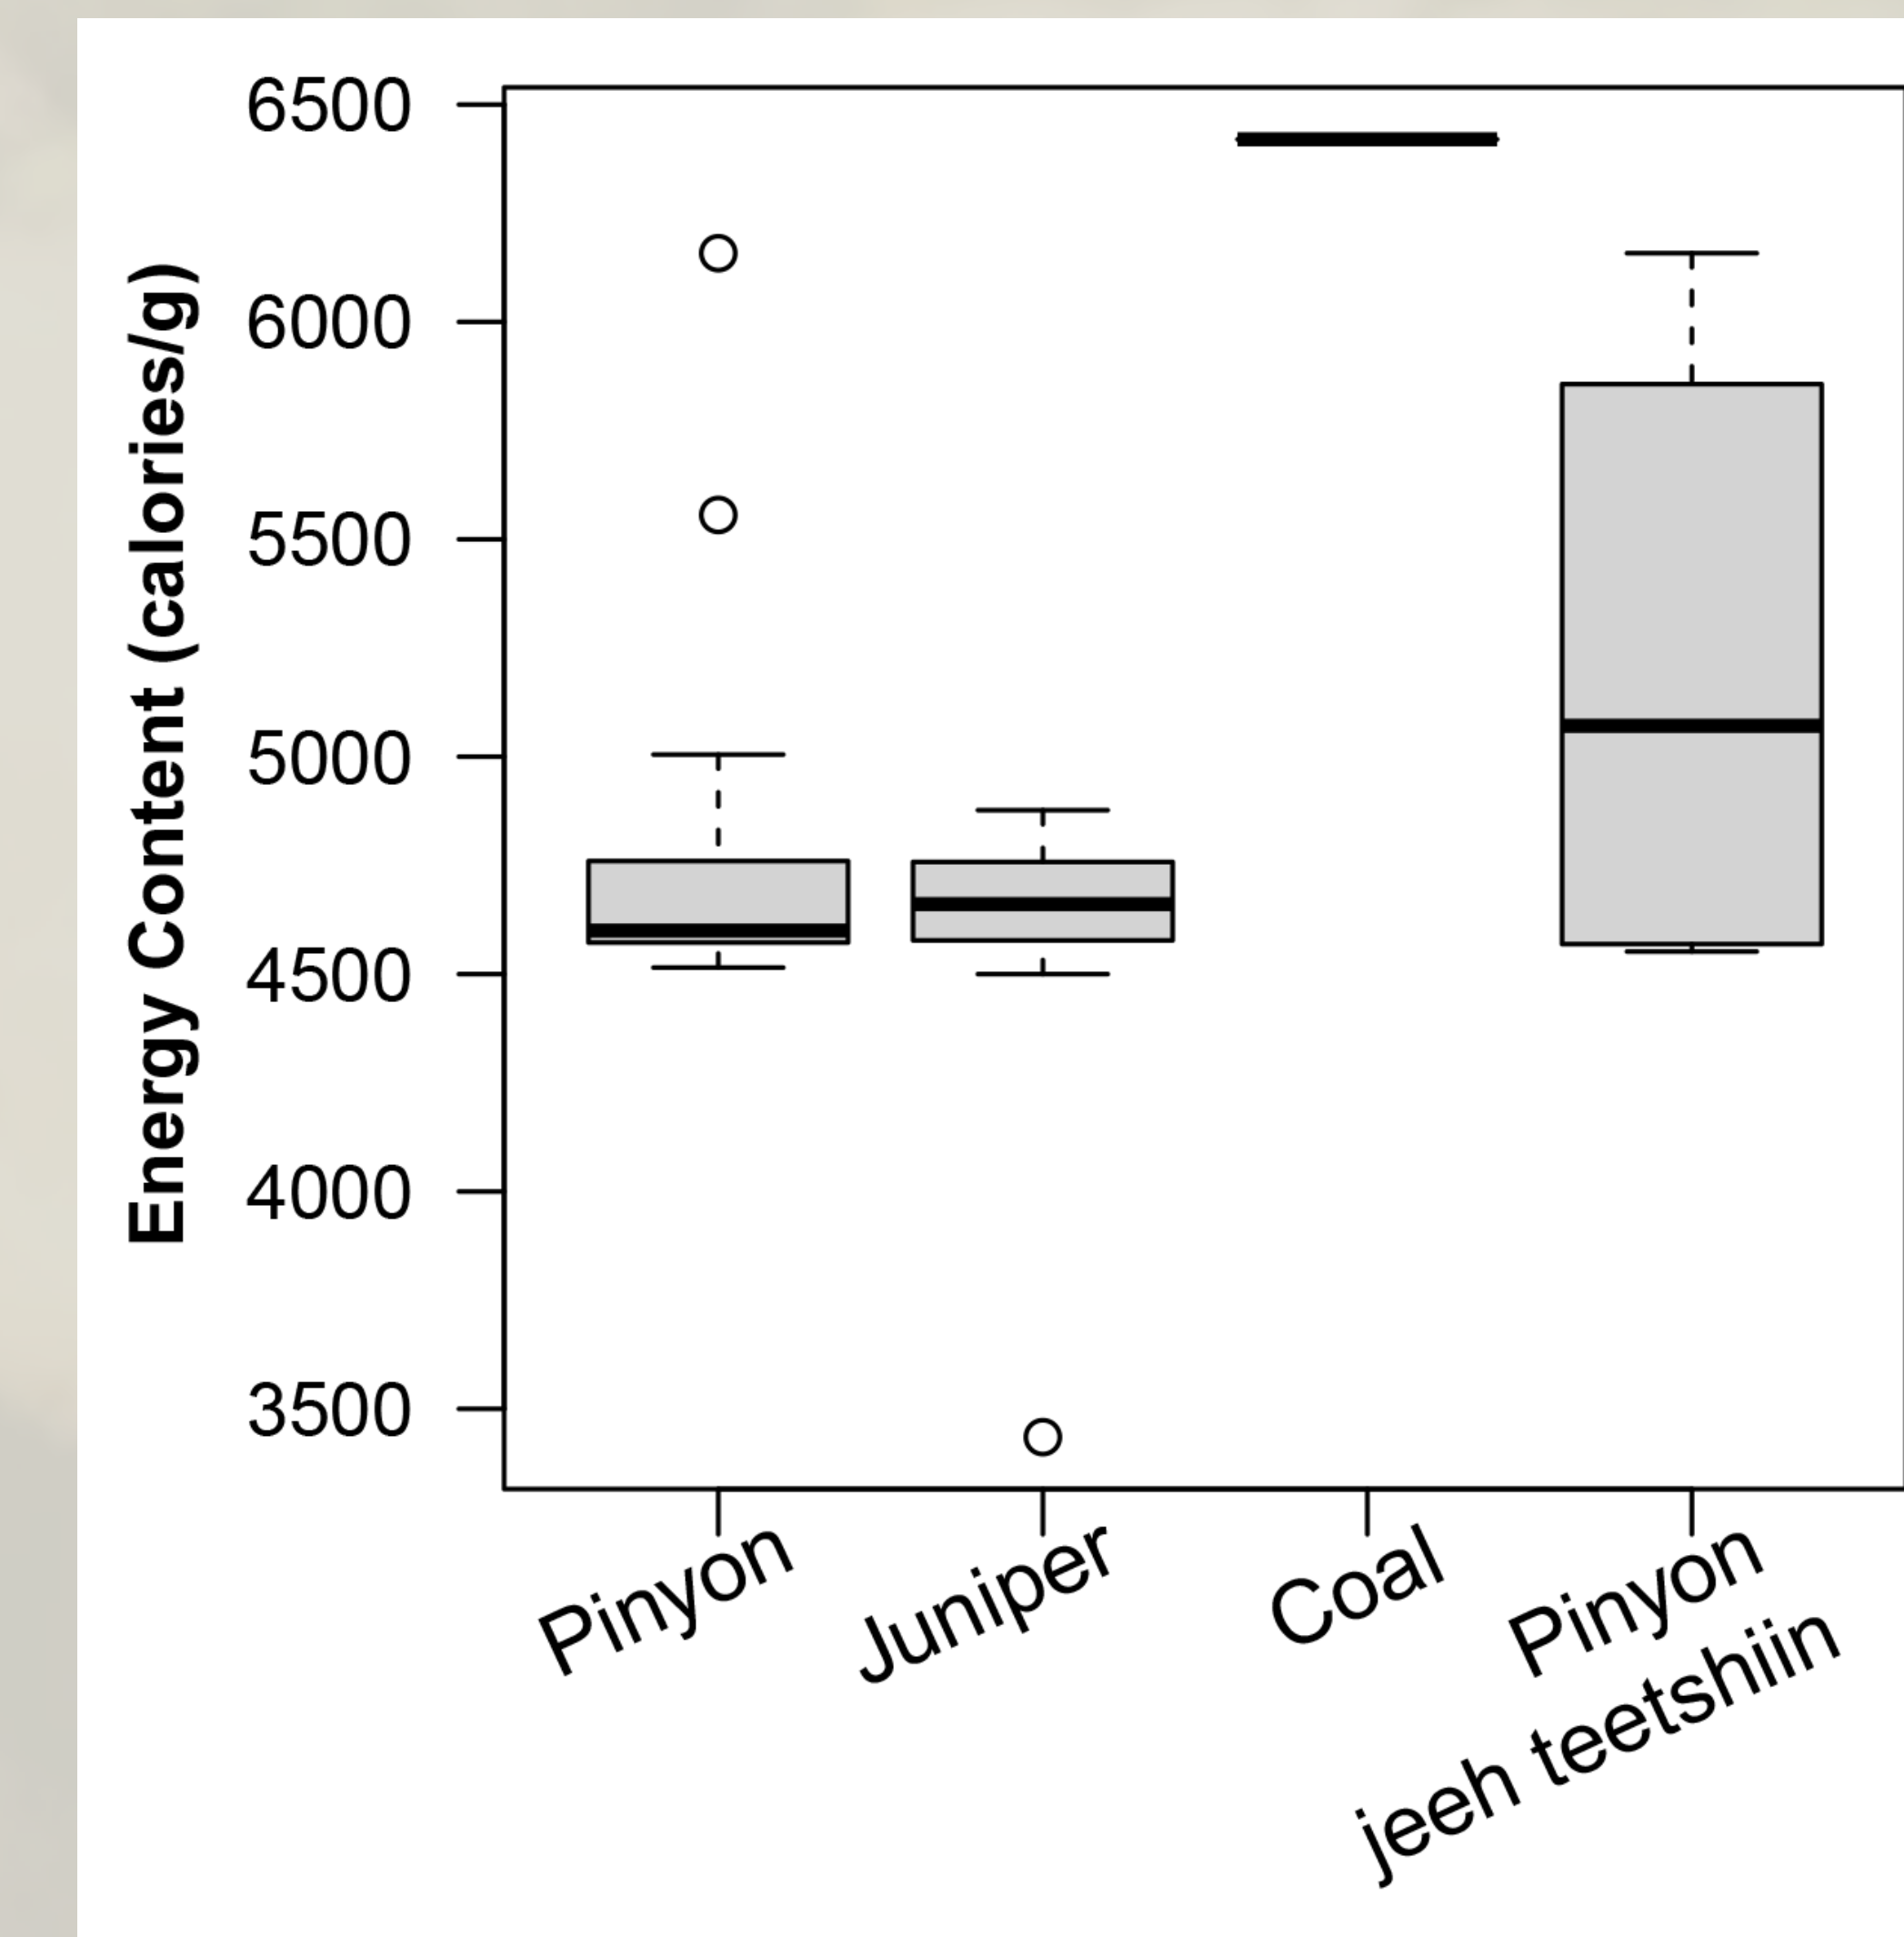 Energy Content (calories/g)
6500
6000
5500
5000
4500
4000
3500
Pinyon
Juniper
Coal
Pinyon
jeeh teetshiin